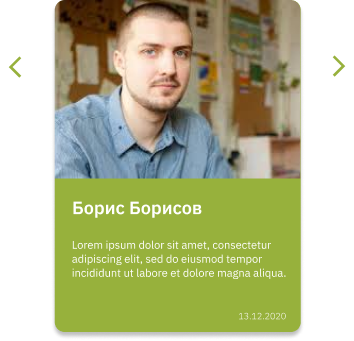 Борис Борисов
Lorem ipsum dolor sit amet, consectetur
adipiscing elit, sed do eiusmod tempor
incididunt ut labore et dolore magna aliqua.
13.12.2020